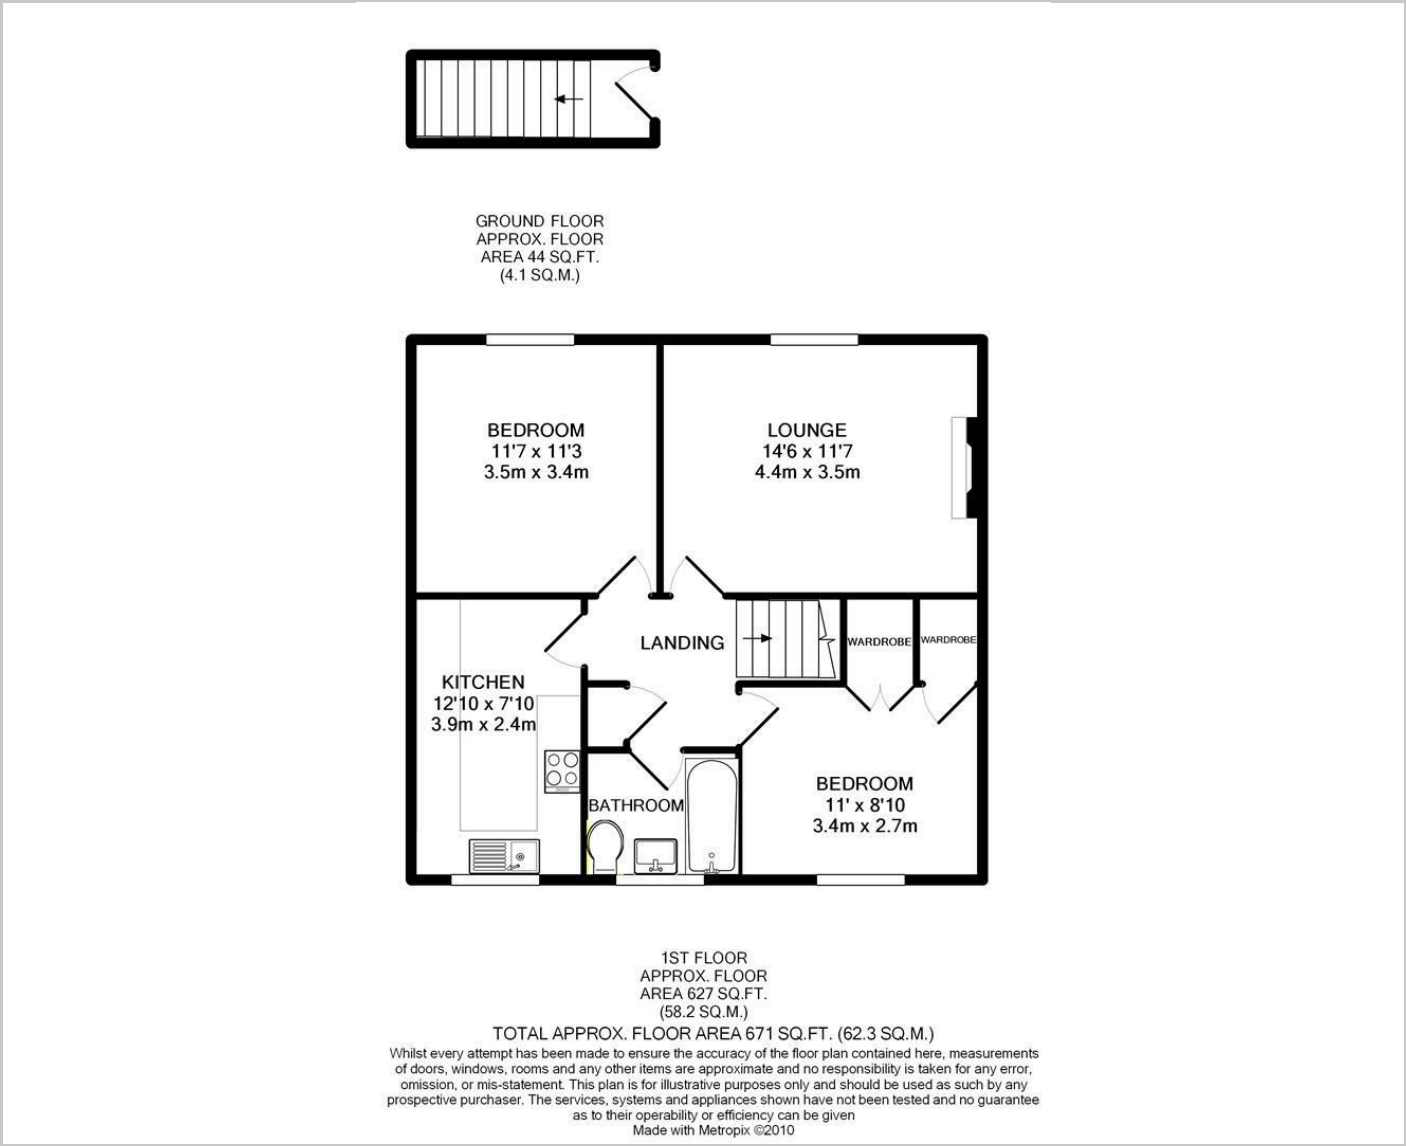 GROUND FLOOR
APPROX. FLOOR
AREA 44 SQ.FT.
(4.1 SQ.M.)
BEDROOM
11'7 x 11'3
3.5m x 3.4m
LOUNGE
14'6 x 11'7
4.4m x 3.5m
LANDING
WARDROBE
WARDROBE
KITCHEN
12'10 x 7'10
3.9m x 2.4m
BATHROOM
BEDROOM
11' x 8'10
3.4m x 2.7m
1ST FLOOR
APPROX. FLOOR
AREA 627 SQ.FT.
(58.2 SQ.M.)
TOTAL APPROX. FLOOR AREA 671 SQ.FT. (62.3 SQ.M.)
Whilst every attempt has been made to ensure the accuracy of the floor plan contained here, measurements
of doors, windows, rooms and any other items are approximate and no responsibility is taken for any error,
omission, or mis-statement. This plan is for illustrative purposes only and should be used as such by any
prospective purchaser. The services, systems and appliances shown have not been tested and no guarantee
as to their operability or efficiency can be given
Made with Metropix ©2010